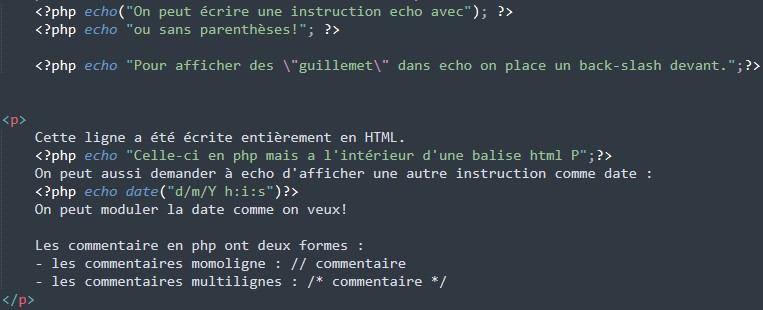 <?php echo("On peut écrire une instruction echo avec"); ?>
<?php echo "ou sans parenthèses!"; ?>
<?php echo "Pour afficher des \"guillemet\" dans echo on place un back-slash devant.";?>
<p>
Cette ligne a été écrite entièrement en HTML.
<?php echo "Celle-ci en php mais a l'intérieur d'une balise html P";?>
On peut aussi demander à echo d'afficher une autre instruction comme date :
<?php echo date("d/m/Y h:i:s")?>
On peut moduler la date comme on veux!
Les commentaire en php ont deux formes :
- les commentaires momoligne : // commentaire
- les commentaires multilignes : /* commentaire */
</p>